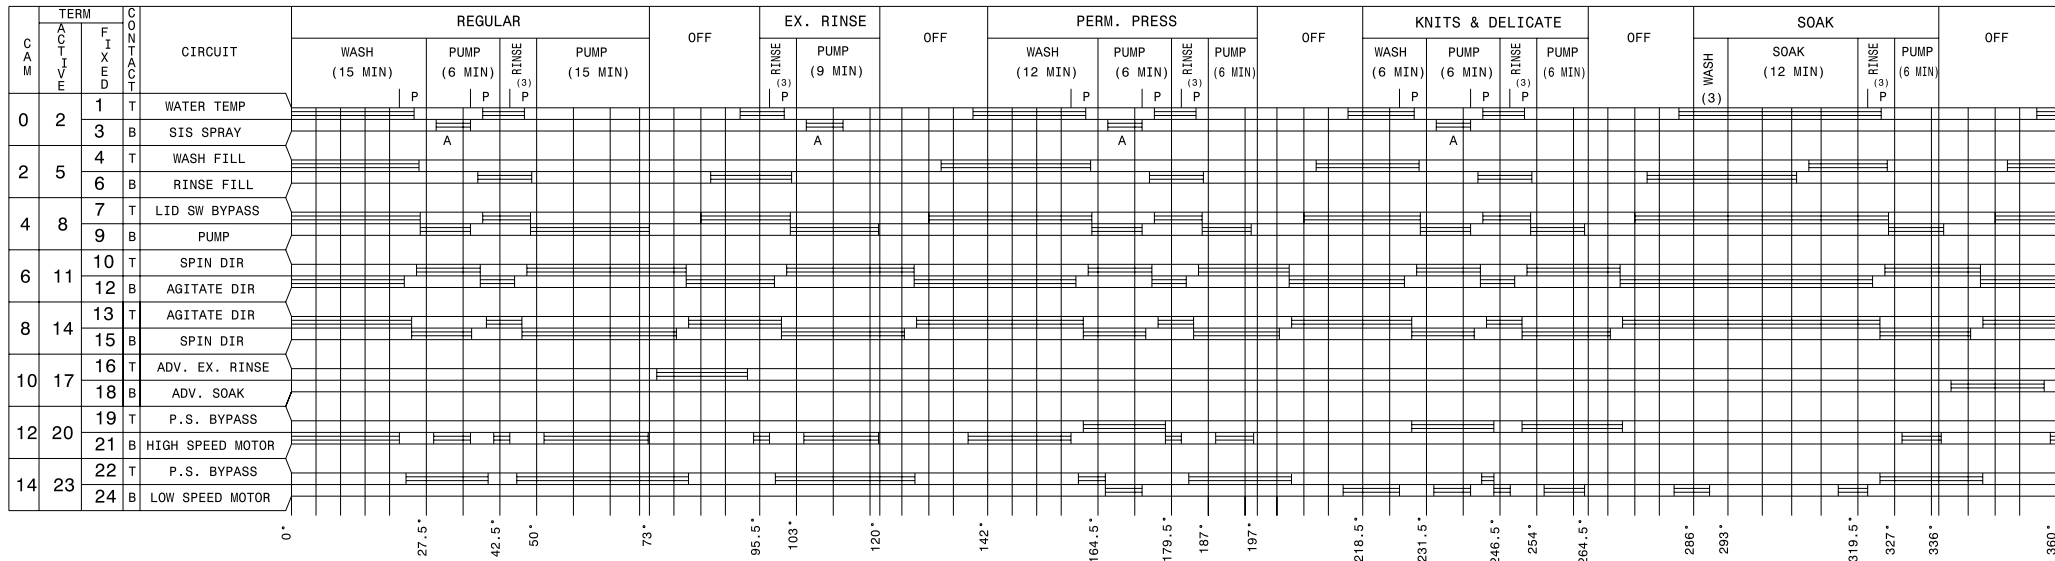 TERM
CAM
ACTIVE
FIXED
CONTACT
CIRCUIT
REGULAR
OFF
EX. RINSE
OFF
PERM. PRESS
OFF
KNITS & DELICATE
OFF
SOAK
OFF
WASH (15 MIN) P
PUMP (6 MIN) P
RINSE (3) P
PUMP (15 MIN)
RINSE (3) P
PUMP (9 MIN)
WASH (12 MIN) P
PUMP (6 MIN) P
RINSE (3) P
PUMP (6 MIN)
WASH (6 MIN) P
PUMP (6 MIN) P
RINSE (3) P
PUMP (6 MIN)
WASH (3)
SOAK (12 MIN)
RINSE (3) P
PUMP (6 MIN)
0 2 1 T WATER TEMP
3 B SIS SPRAY
A A A A
2 5 4 T WASH FILL
6 B RINSE FILL
4 8 7 T LID SW BYPASS
9 B PUMP
6 11 10 T SPIN DIR
12 B AGITATE DIR
8 14 13 T AGITATE DIR
15 B SPIN DIR
10 17 16 T ADV. EX. RINSE
18 B ADV. SOAK
12 20 19 T P.S. BYPASS
21 B HIGH SPEED MOTOR
14 23 22 T P.S. BYPASS
24 B LOW SPEED MOTOR
0° 27.5° 42.5° 50° 73° 95.5° 103° 120° 142° 164.5° 179.5° 187° 197° 218.5° 231.5° 246.5° 254° 264.5° 286° 293° 319.5° 327° 336° 360°